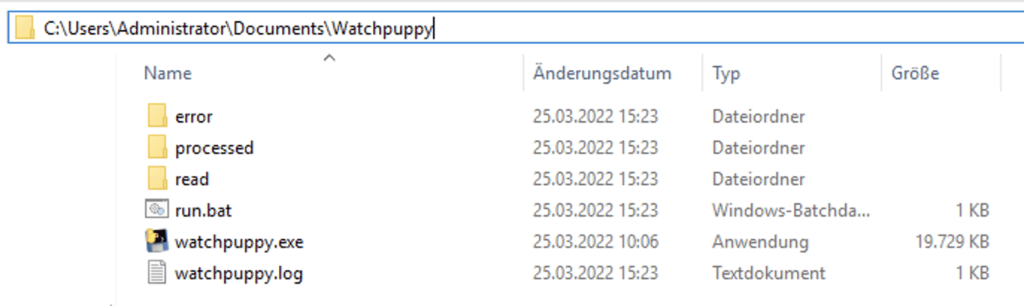 C:\Users\Administrator\Documents\Watchpuppy
Name Änderungsdatum Typ Größe
error 25.03.2022 15:23 Dateiordner
processed 25.03.2022 15:23 Dateiordner
read 25.03.2022 15:23 Dateiordner
run.bat 25.03.2022 15:23 Windows-Batchda... 1 KB
watchpuppy.exe 25.03.2022 10:06 Anwendung 19.729 KB
watchpuppy.log 25.03.2022 15:23 Textdokument 1 KB